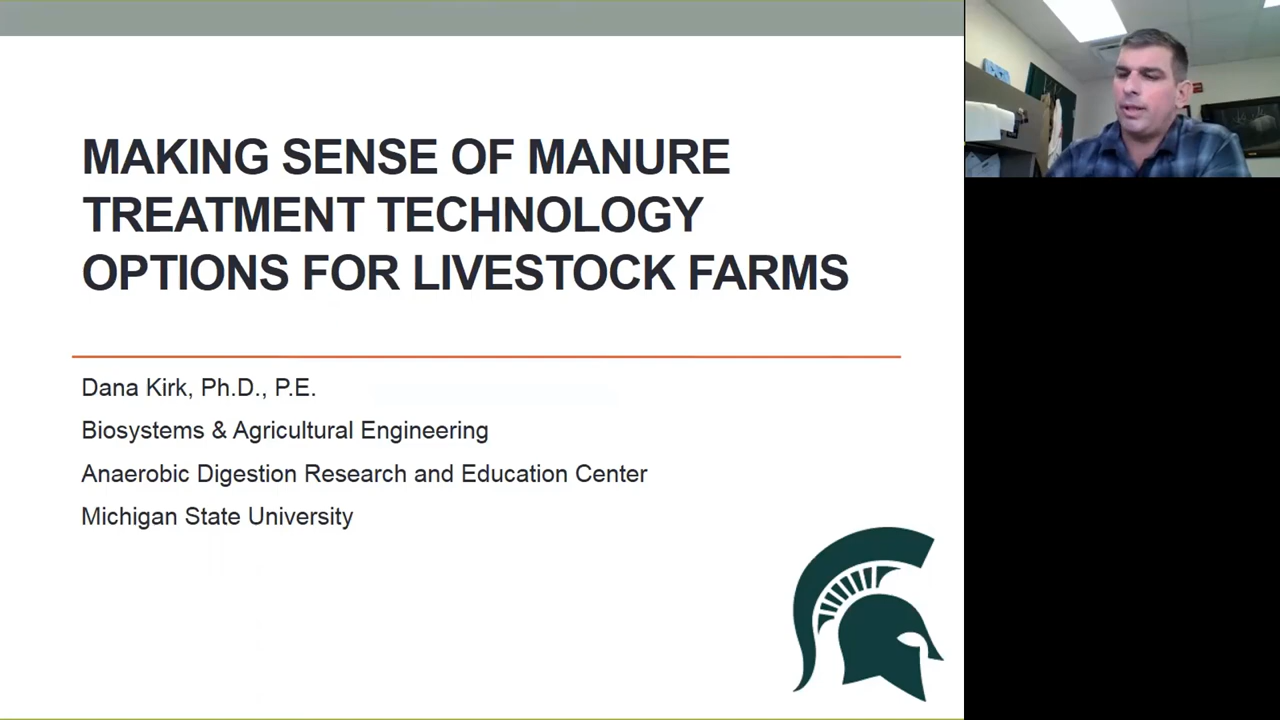 MAKING SENSE OF MANURE
TREATMENT TECHNOLOGY
OPTIONS FOR LIVESTOCK FARMS
Dana Kirk, Ph.D., P.E.
Biosystems & Agricultural Engineering
Anaerobic Digestion Research and Education Center
Michigan State University